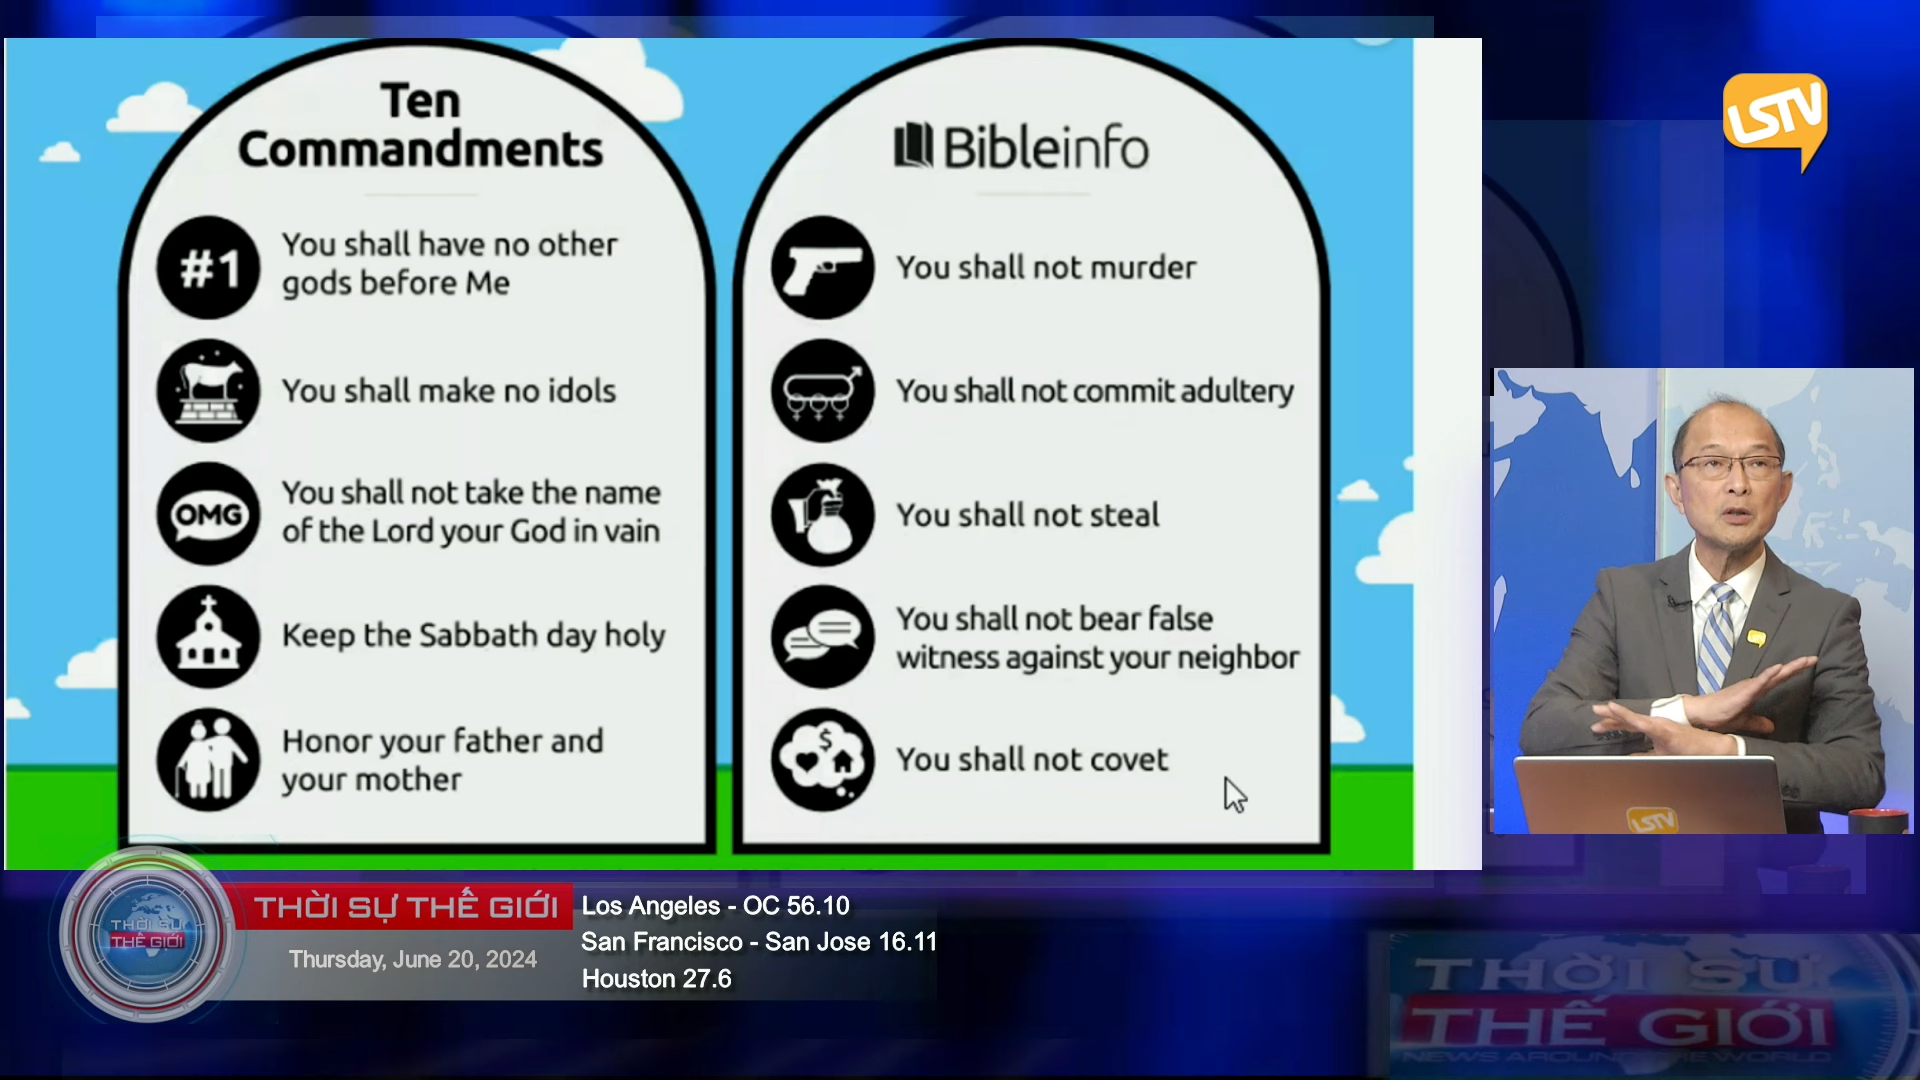 Ten
Commandments
#1
You shall have no other
gods before Me
You shall make no idols
OMG
You shall not take the name
of the Lord your God in vain
Keep the Sabbath day holy
Honor your father and
your mother
Bibleinfo
You shall not murder
You shall not commit adultery
You shall not steal
You shall not bear false
witness against your neighbor
$
You shall not covet
LSTV
LSTV
LSTV
THỜI SỰ
THẾ GIỚI
THỜI SỰ THẾ GIỚI
Thursday, June 20, 2024
Los Angeles - OC 56.10
San Francisco - San Jose 16.11
Houston 27.6
THỜI SỰ
THẾ GIỚI
NEWS AROUND THE WORLD